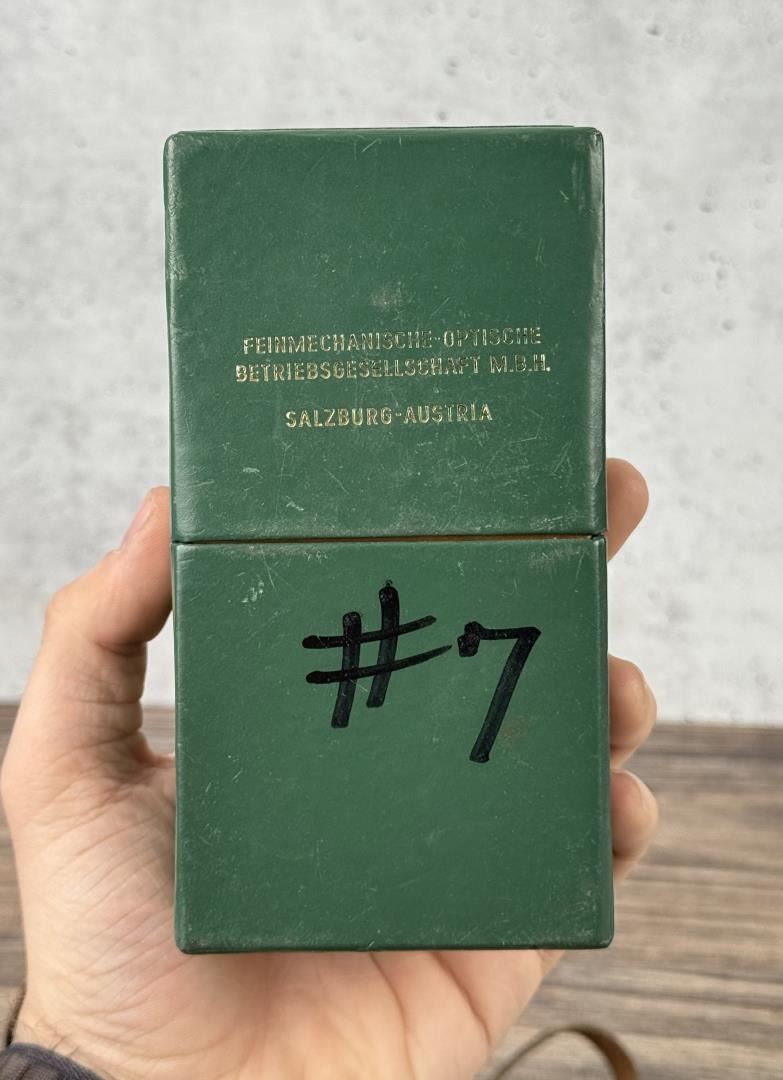 FEINMECHANISCHE-OPTISCHE
BETRIEBSGESELLSCHAFT M.B.H.
SALZBURG-AUSTRIA
#7